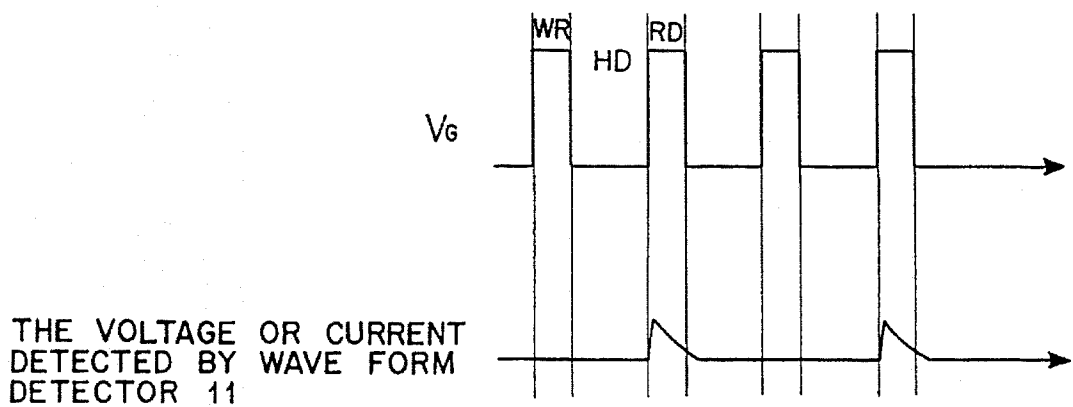 WR
RD
HD
VG
THE VOLTAGE OR CURRENT
DETECTED BY WAVE FORM
DETECTOR 11